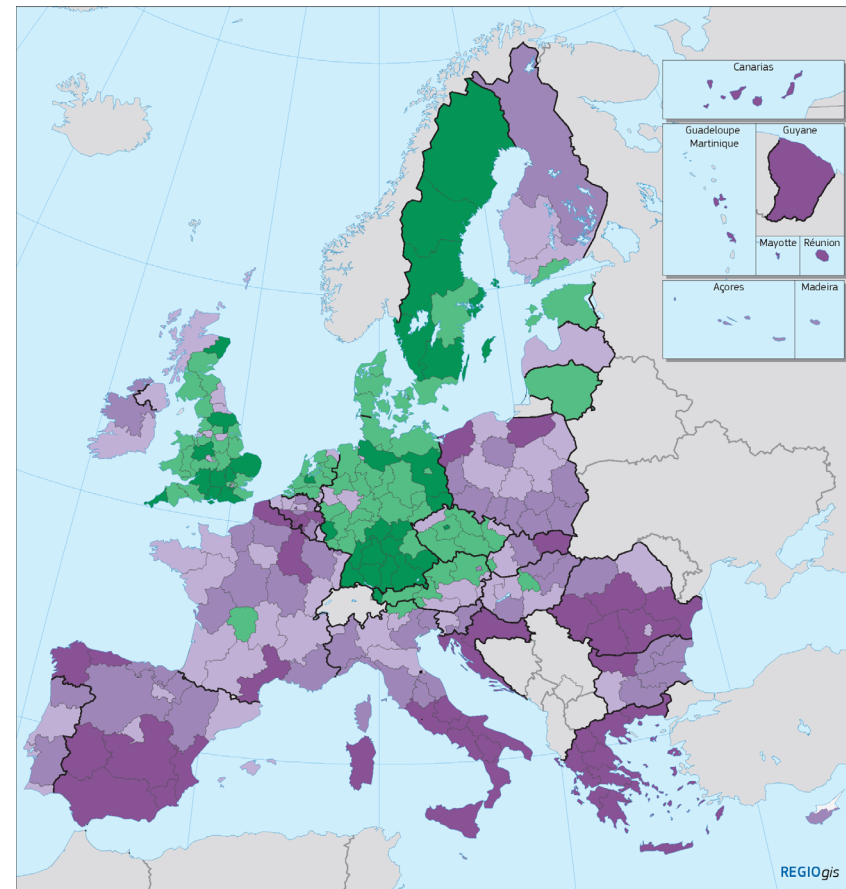 Canarias
Guadeloupe
Martinique
Guyane
Mayotte
Réunion
Açores
Madeira
REGIOgis